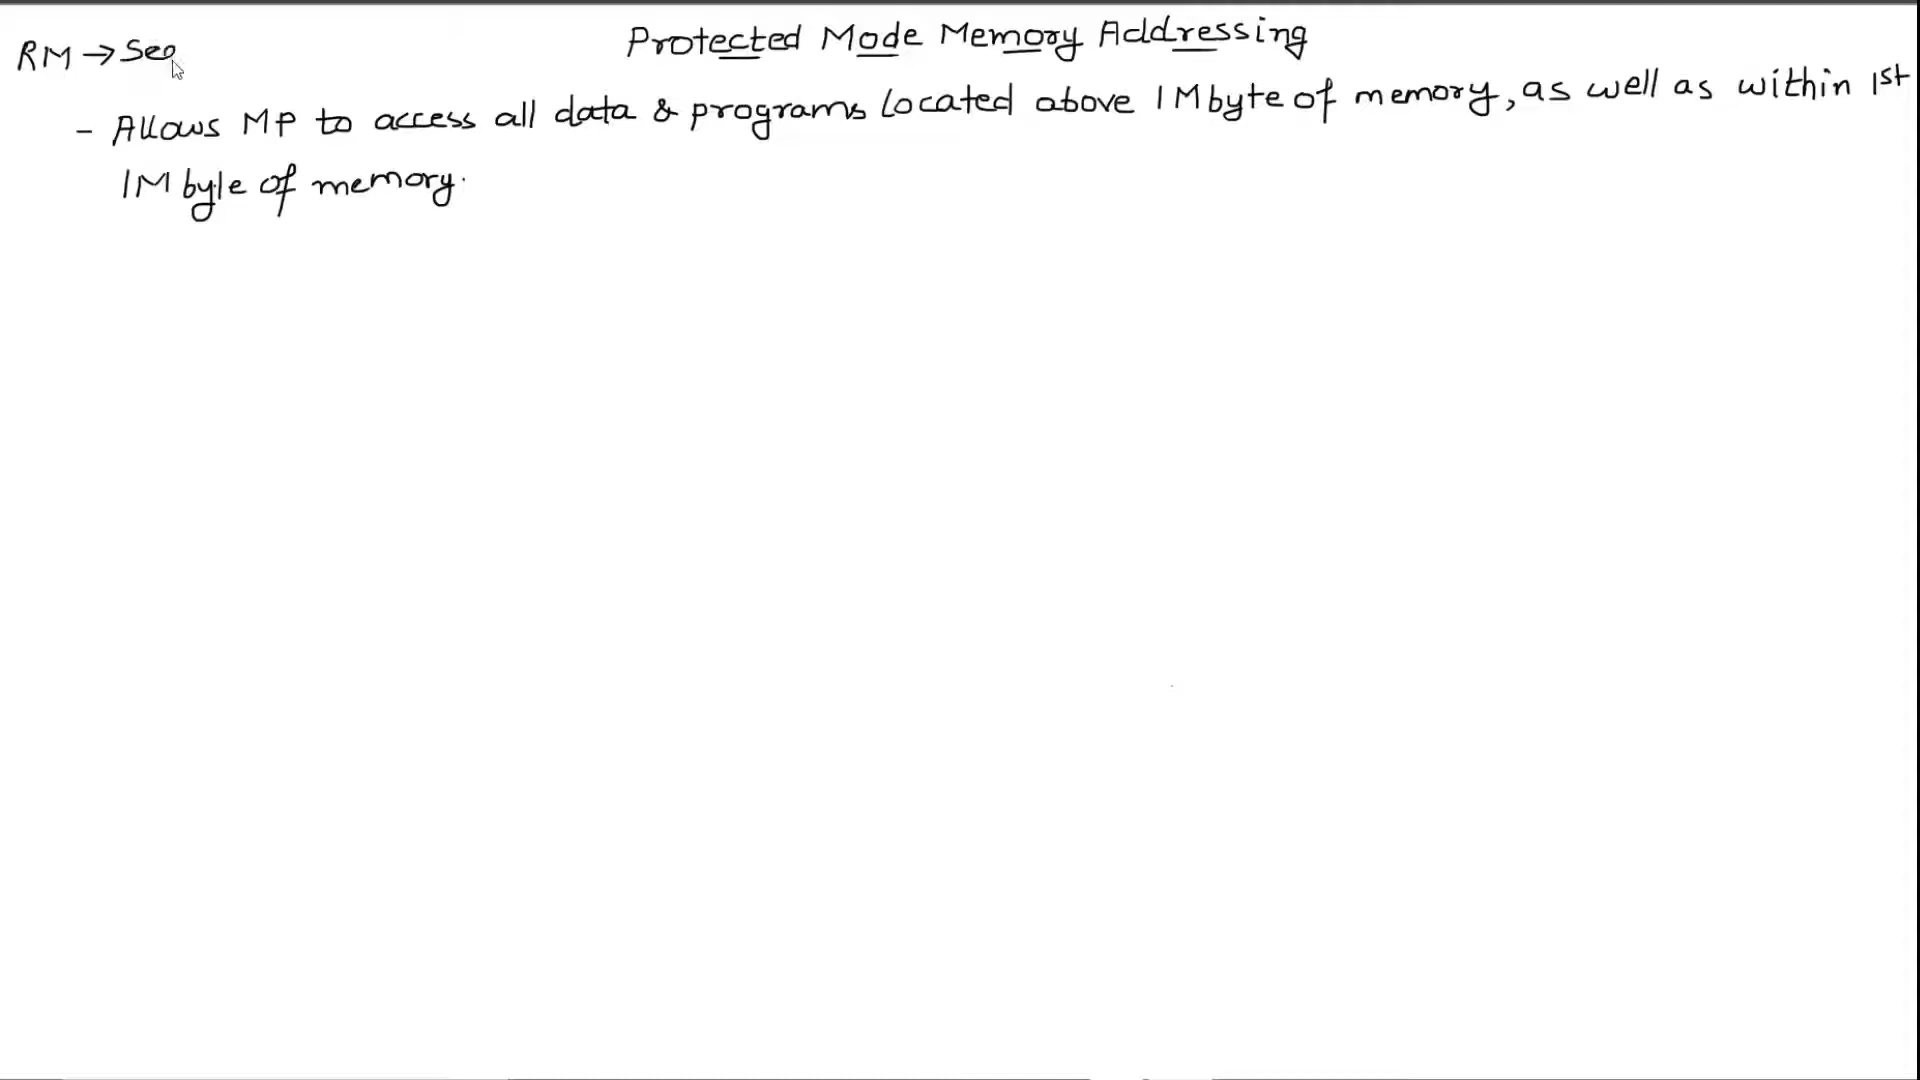 Protected Mode Memory Addressing
RM → Seg
- Allows MP to access all data & programs located above 1 Mbyte of memory, as well as within 1st
1M byte of memory.